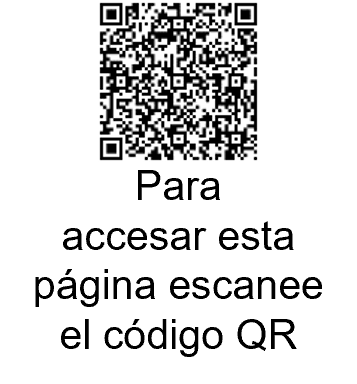 Para
accesar esta
página escanee
el código QR